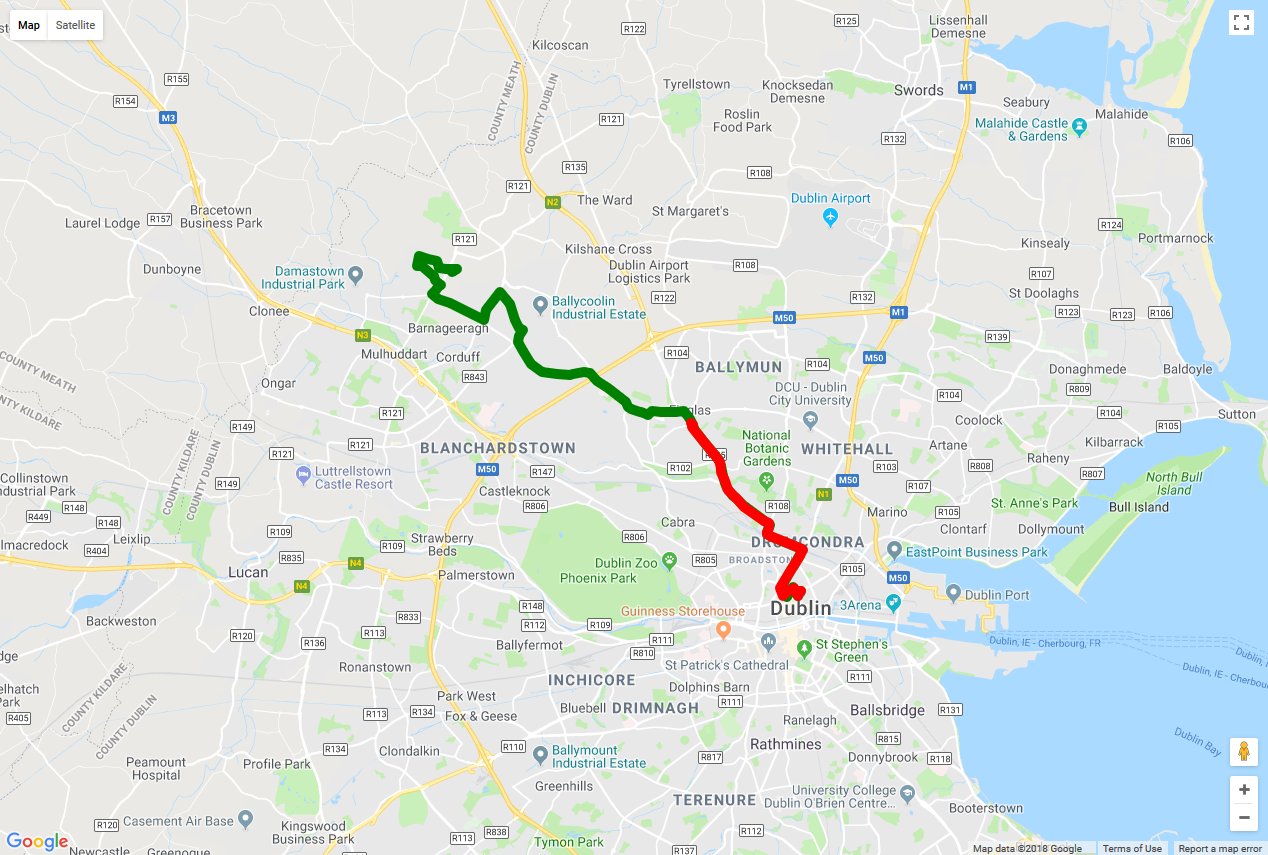 Map
Satellite
R125
Lissenhall
Demesne
R122
Kilcoscan
R155
Tyrellstown
Knocksedan
Demesne
Swords
M1
R154
M3
COUNTY MEATH
COUNTY DUBLIN
R121
Roslin
Food Park
Seabury
Malahide
Malahide Castle
& Gardens
R132
R106
R135
R108
R121
N2
The Ward
St Margaret's
Dublin Airport
Laurel Lodge
R157
Bracetown
Business Park
R124
Portmarnock
R121
Kilshane Cross
Kinsealy
Dunboyne
Damastown
Industrial Park
Dublin Airport
Logistics Park
R108
R107
St Doolaghs
Clonee
Ballycoolin
Industrial Estate
R122
R132
R123
R123
R106
M50
M1
N3
Barnageeragh
R139
Mulhuddart
Corduff
R104
M50
COUNTY MEATH
COUNTY KILDARE
BALLYMUN
R104
Donaghmede
Baldoyle
Ongar
R843
DCU - Dublin
City University
R809
R121
R104
R104
Sutton
R149
Coolock
R105
National
Botanic
Gardens
WHITEHALL
Artane
Kilbarrack
BLANCHARDSTOWN
R121
R121
M50
R147
R102
R103
R808
Raheny
R807
Collinstown
Industrial Park
COUNTY KILDARE
COUNTY DUBLIN
R149
Luttrellstown
Castle Resort
Castleknock
M50
R107
North Bull
Island
N1
R806
R108
Marino
R105
St. Anne's Park
Bull Island
R449
R148
R148
Cabra
Clontarf
Dollymount
Leixlip
R109
R404
R835
R109
Strawberry
Beds
R806
DRUMCONDRA
EastPoint Business Park
BROADSTON
Dublin Zoo
R805
R105
Lucan
N4
N4
Palmerstown
Phoenix Park
M50
Dublin Port
Guinness Storehouse
Dublin
3Arena
Backweston
R148
R833
R112
R109
R120
R113
R136
Ballyfermot
R111
R810
St Stephen's
Green
Dublin, IE - Cherbourg, FR
St Patrick's Cathedral
Ronanstown
R111
INCHICORE
Dolphins Barn
R111
COUNTY KILDARE
COUNTY DUBLIN
R405
Park West
Bluebell
DRIMNAGH
Ballsbridge
R131
R113
Fox & Geese
Ranelagh
R113
R134
Clondalkin
R110
Ballymount
Industrial Estate
Rathmines
R815
Dublin Bay
R817
Donnybrook
R118
Peamount
Hospital
Profile Park
R134
Greenhills
TERENURE
University College
Dublin O'Brien Centre...
Booterstown
R120
Casement Air Base
Kingswood
Business Park
R113
R838
R112
Tymon Park
R137
Newcastle
Greenogue
Google
Map data ©2018 Google
Terms of Use
Report a map error